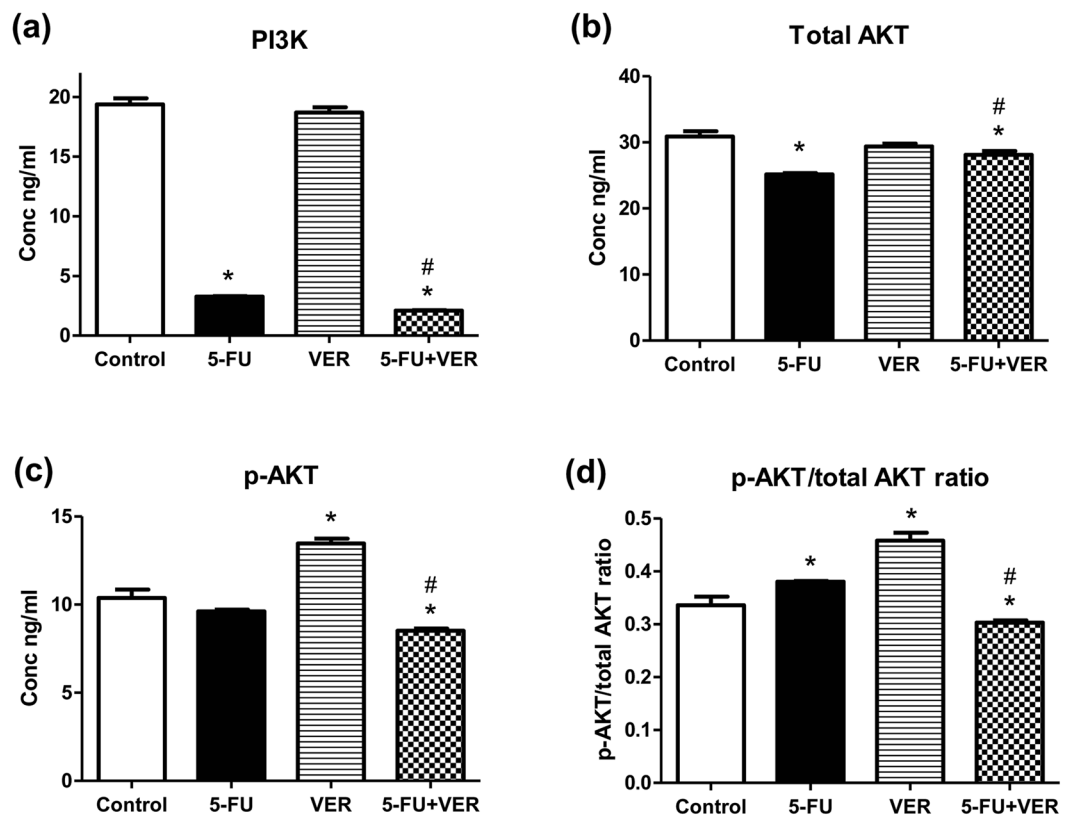 (a)
PI3K
Conc ng/ml
20
15
10
5
0
*
#
*
Control 5-FU VER 5-FU+VER
(b)
Total AKT
Conc ng/ml
40
30
20
10
0
*
#
*
Control 5-FU VER 5-FU+VER
(c)
p-AKT
Conc ng/ml
15
10
5
0
*
#
*
Control 5-FU VER 5-FU+VER
(d)
p-AKT/total AKT ratio
p-AKT/total AKT ratio
0.5
0.4
0.3
0.2
0.1
0.0
*
*
#
*
Control 5-FU VER 5-FU+VER